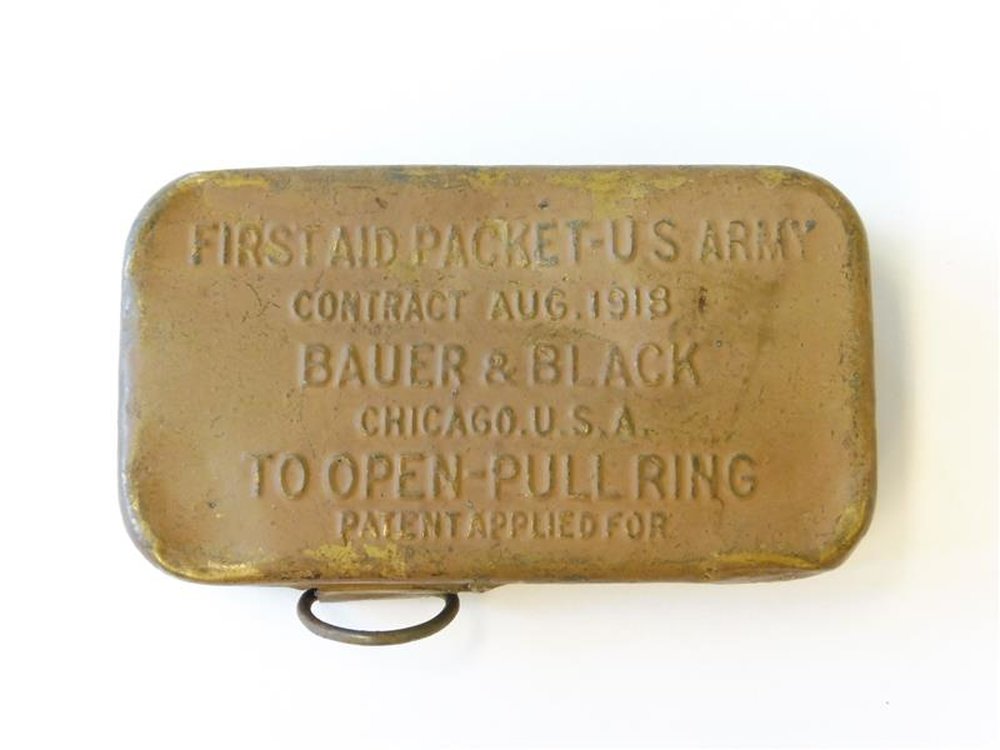 FIRST AID PACKET-U S ARMY
CONTRACT AUG. 1918
BAUER & BLACK
CHICAGO. U. S. A.
TO OPEN-PULL RING
PATENT APPLIED FOR